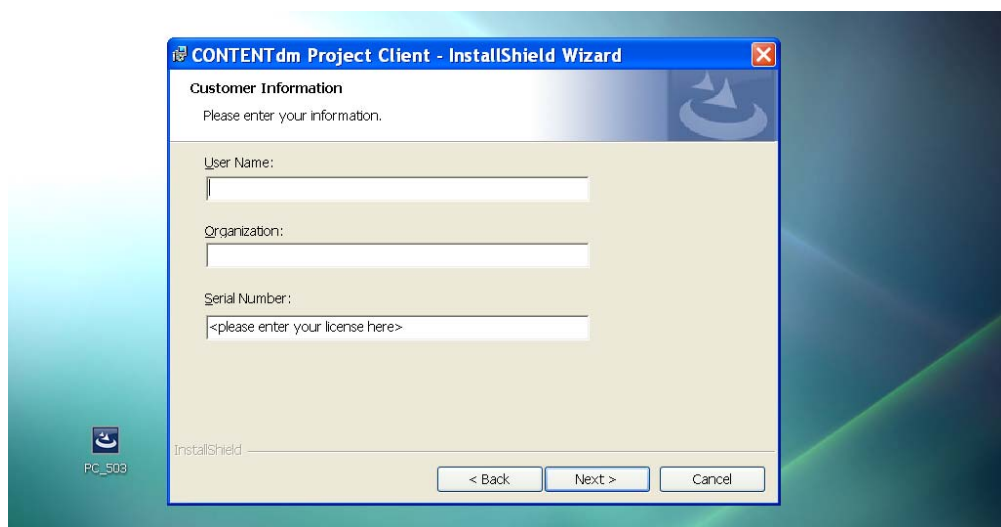 CONTENTdm Project Client - InstallShield Wizard
Customer Information
Please enter your information.
User Name:
Organization:
Serial Number:
<please enter your license here>
InstallShield
< Back
Next >
Cancel
PC_503